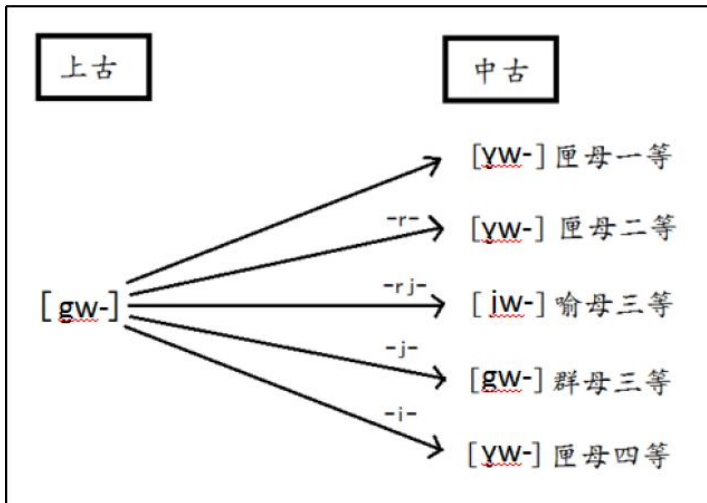 上古 中古
[ɣw-] 匣母一等
-r- [ɣw-] 匣母二等
[gw-] -rj- [jw-] 喻母三等
-j- [gw-] 群母三等
-i- [ɣw-] 匣母四等